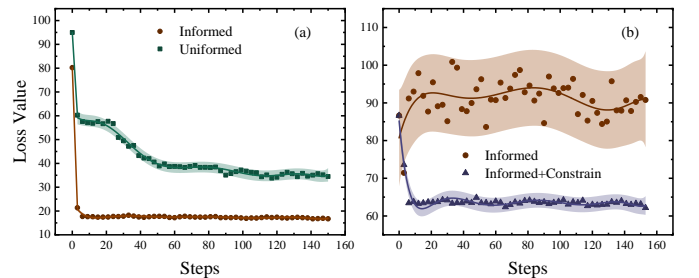 100
90
80
70
60
50
40
30
20
10
Loss Value
0 20 40 60 80 100 120 140 160
Steps
Informed
Uniformed
(a)
110
100
90
80
70
60
0 20 40 60 80 100 120 140 160
Steps
(b)
Informed
Informed+Constrain